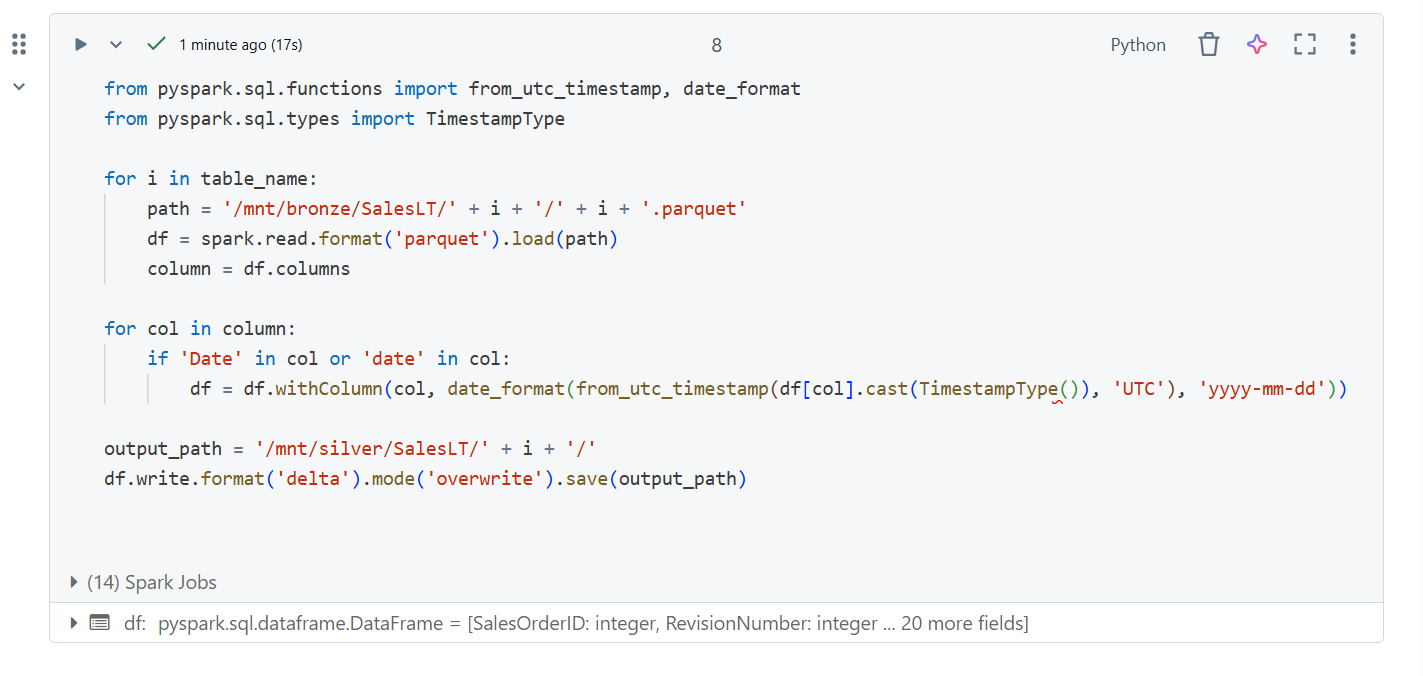 1 minute ago (17s)
8
Python
from pyspark.sql.functions import from_utc_timestamp, date_format
from pyspark.sql.types import TimestampType
for i in table_name:
    path = '/mnt/bronze/SalesLT/' + i + '/' + i + '.parquet'
    df = spark.read.format('parquet').load(path)
    column = df.columns
for col in column:
    if 'Date' in col or 'date' in col:
        df = df.withColumn(col, date_format(from_utc_timestamp(df[col].cast(TimestampType()), 'UTC'), 'yyyy-mm-dd'))
output_path = '/mnt/silver/SalesLT/' + i + '/'
df.write.format('delta').mode('overwrite').save(output_path)
(14) Spark Jobs
df: pyspark.sql.dataframe.DataFrame = [SalesOrderID: integer, RevisionNumber: integer ... 20 more fields]